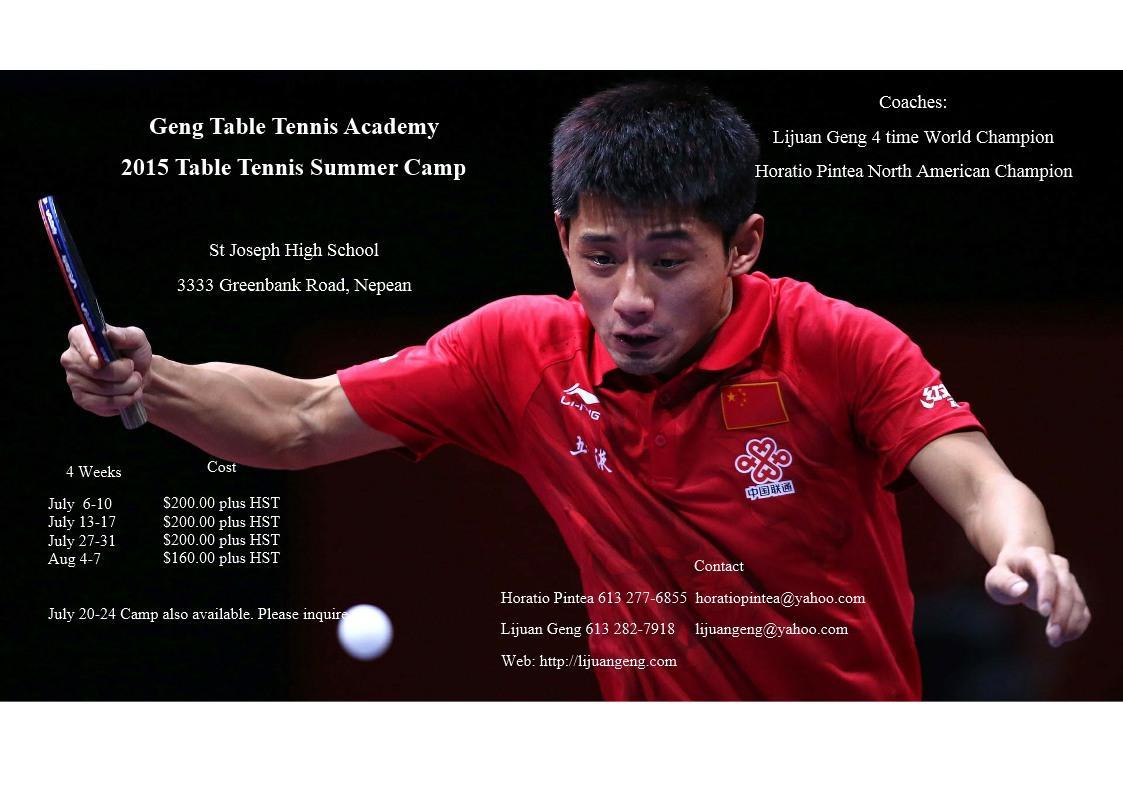 Geng Table Tennis Academy
2015 Table Tennis Summer Camp
St Joseph High School
3333 Greenbank Road, Nepean
Coaches:
Lijuan Geng 4 time World Champion
Horatio Pintea North American Champion
LI-NING
五液
红
中国联通
4 Weeks Cost
July 6-10 $200.00 plus HST
July 13-17 $200.00 plus HST
July 27-31 $200.00 plus HST
Aug 4-7 $160.00 plus HST
July 20-24 Camp also available. Please inquire
Contact
Horatio Pintea 613 277-6855 horatiopintea@yahoo.com
Lijuan Geng 613 282-7918 lijuangeng@yahoo.com
Web: http://lijuangeng.com